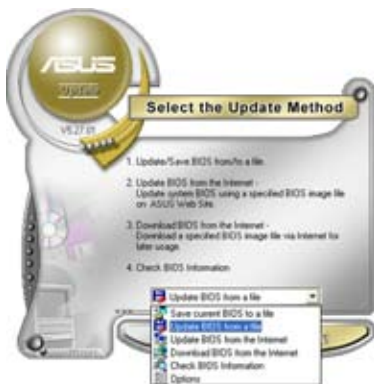 ASUS
Update
V5.27.01
Select the Update Method
1. Update/Save BIOS from/to a file
2. Update BIOS from the Internet -
Update system BIOS using a specified BIOS image file
on ASUS Web Site.
3. Download BIOS from the Internet -
Download a specified BIOS image file via Internet for
later usage.
4. Check BIOS Information
Update BIOS from a file
Save current BIOS to a file
Update BIOS from a file
Update BIOS from the Internet
Download BIOS from the Internet
Check BIOS Information
Options